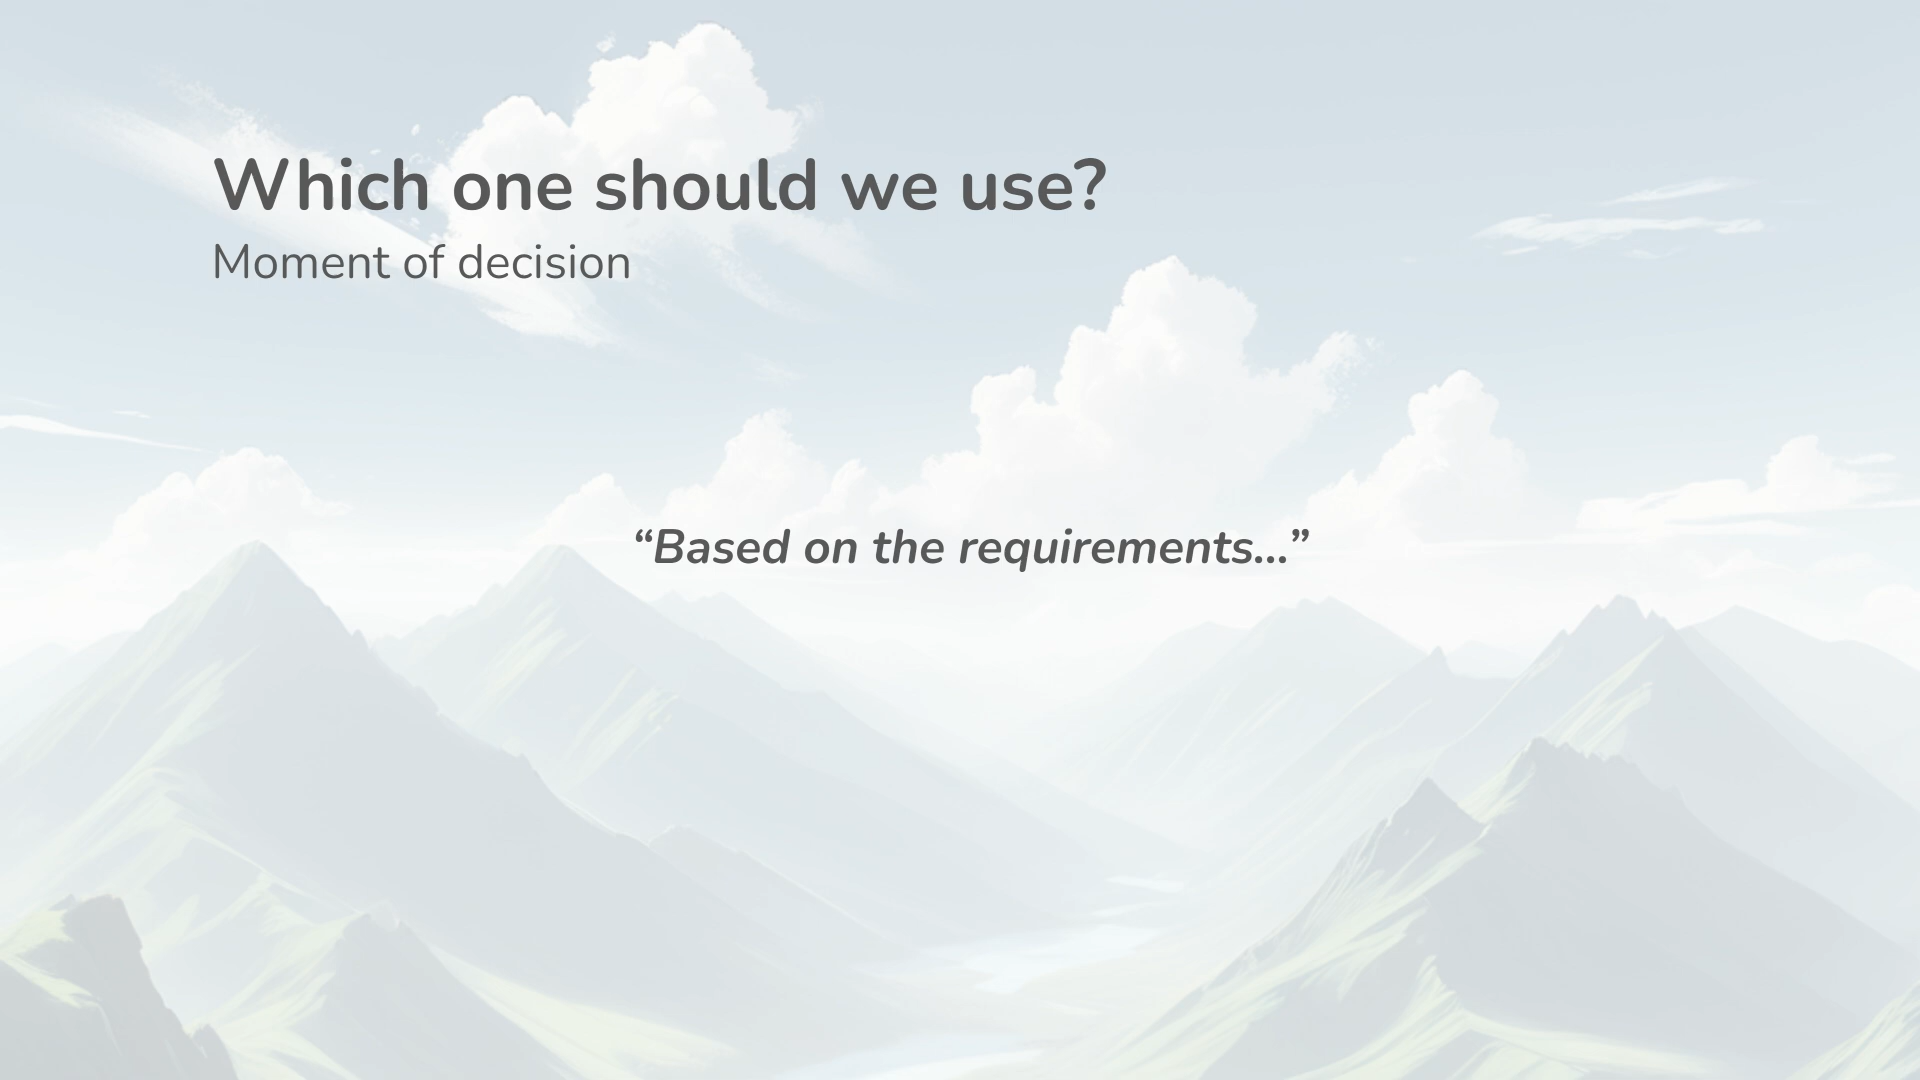 Which one should we use?
Moment of decision
“Based on the requirements…”